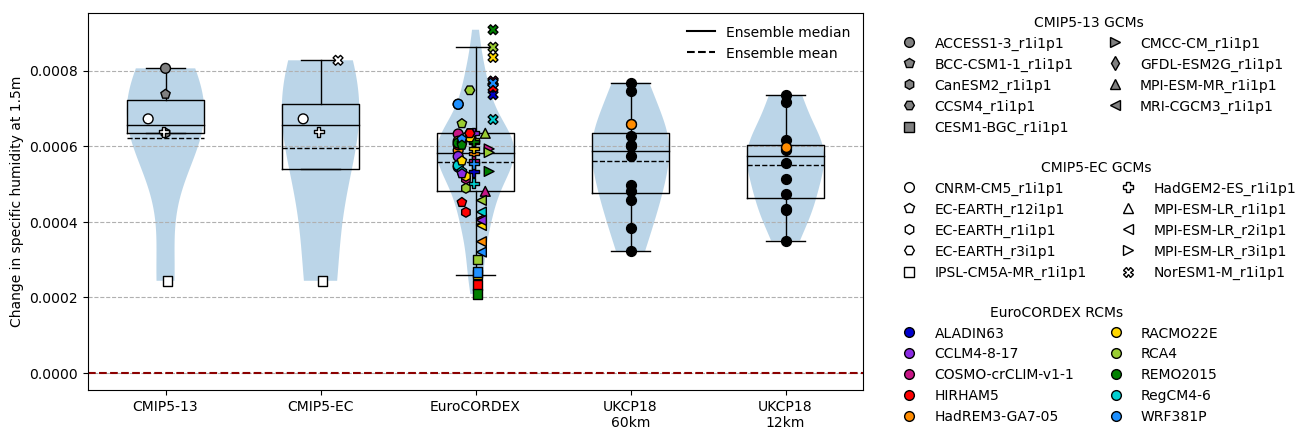 Change in specific humidity at 1.5m
0.0008
0.0006
0.0004
0.0002
0.0000
CMIP5-13
CMIP5-EC
EuroCORDEX
UKCP18
60km
UKCP18
12km
Ensemble median
Ensemble mean
CMIP5-13 GCMs
ACCESS1-3_r1i1p1
BCC-CSM1-1_r1i1p1
CanESM2_r1i1p1
CCSM4_r1i1p1
CESM1-BGC_r1i1p1
CMCC-CM_r1i1p1
GFDL-ESM2G_r1i1p1
MPI-ESM-MR_r1i1p1
MRI-CGCM3_r1i1p1
CMIP5-EC GCMs
CNRM-CM5_r1i1p1
EC-EARTH_r12i1p1
EC-EARTH_r1i1p1
EC-EARTH_r3i1p1
IPSL-CM5A-MR_r1i1p1
HadGEM2-ES_r1i1p1
MPI-ESM-LR_r1i1p1
MPI-ESM-LR_r2i1p1
MPI-ESM-LR_r3i1p1
NorESM1-M_r1i1p1
EuroCORDEX RCMs
ALADIN63
CCLM4-8-17
COSMO-crCLIM-v1-1
HIRHAM5
HadREM3-GA7-05
RACMO22E
RCA4
REMO2015
RegCM4-6
WRF381P